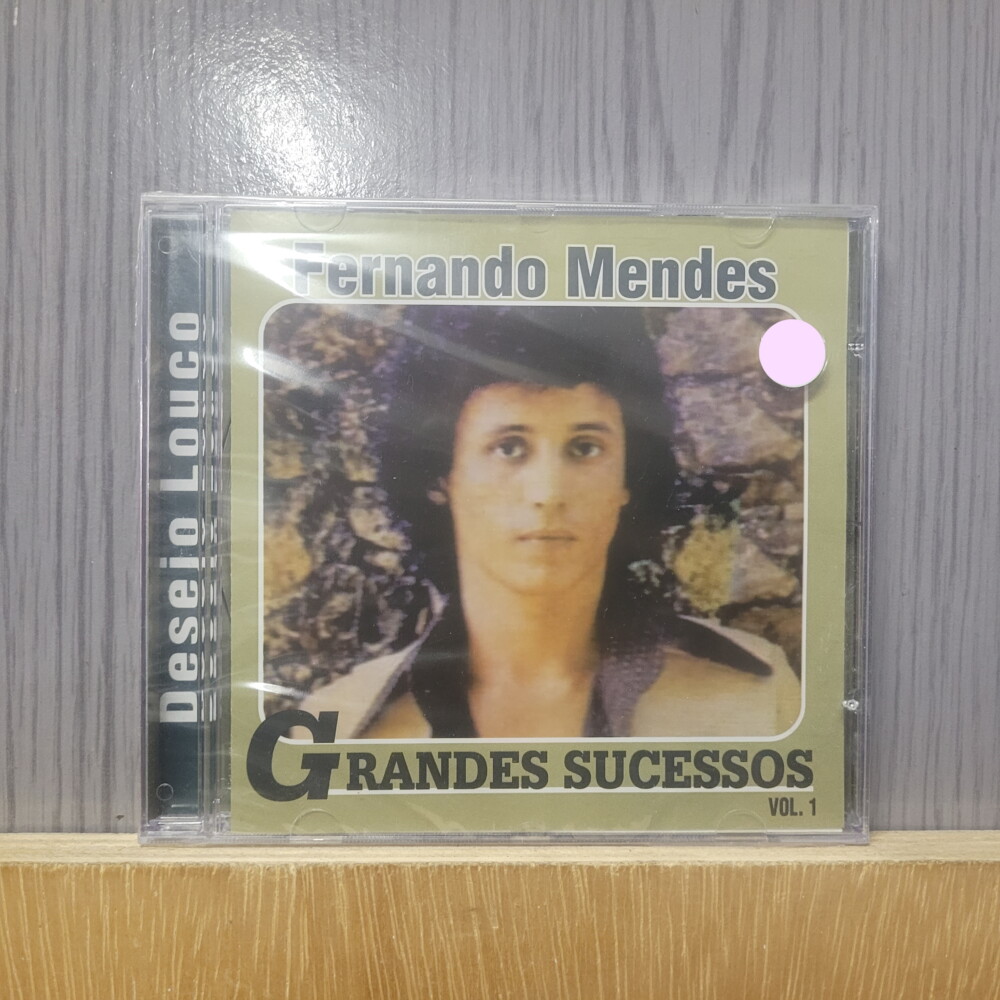 Fernando Mendes
Desejo Louco
GRANDES SUCESSOS
VOL. 1